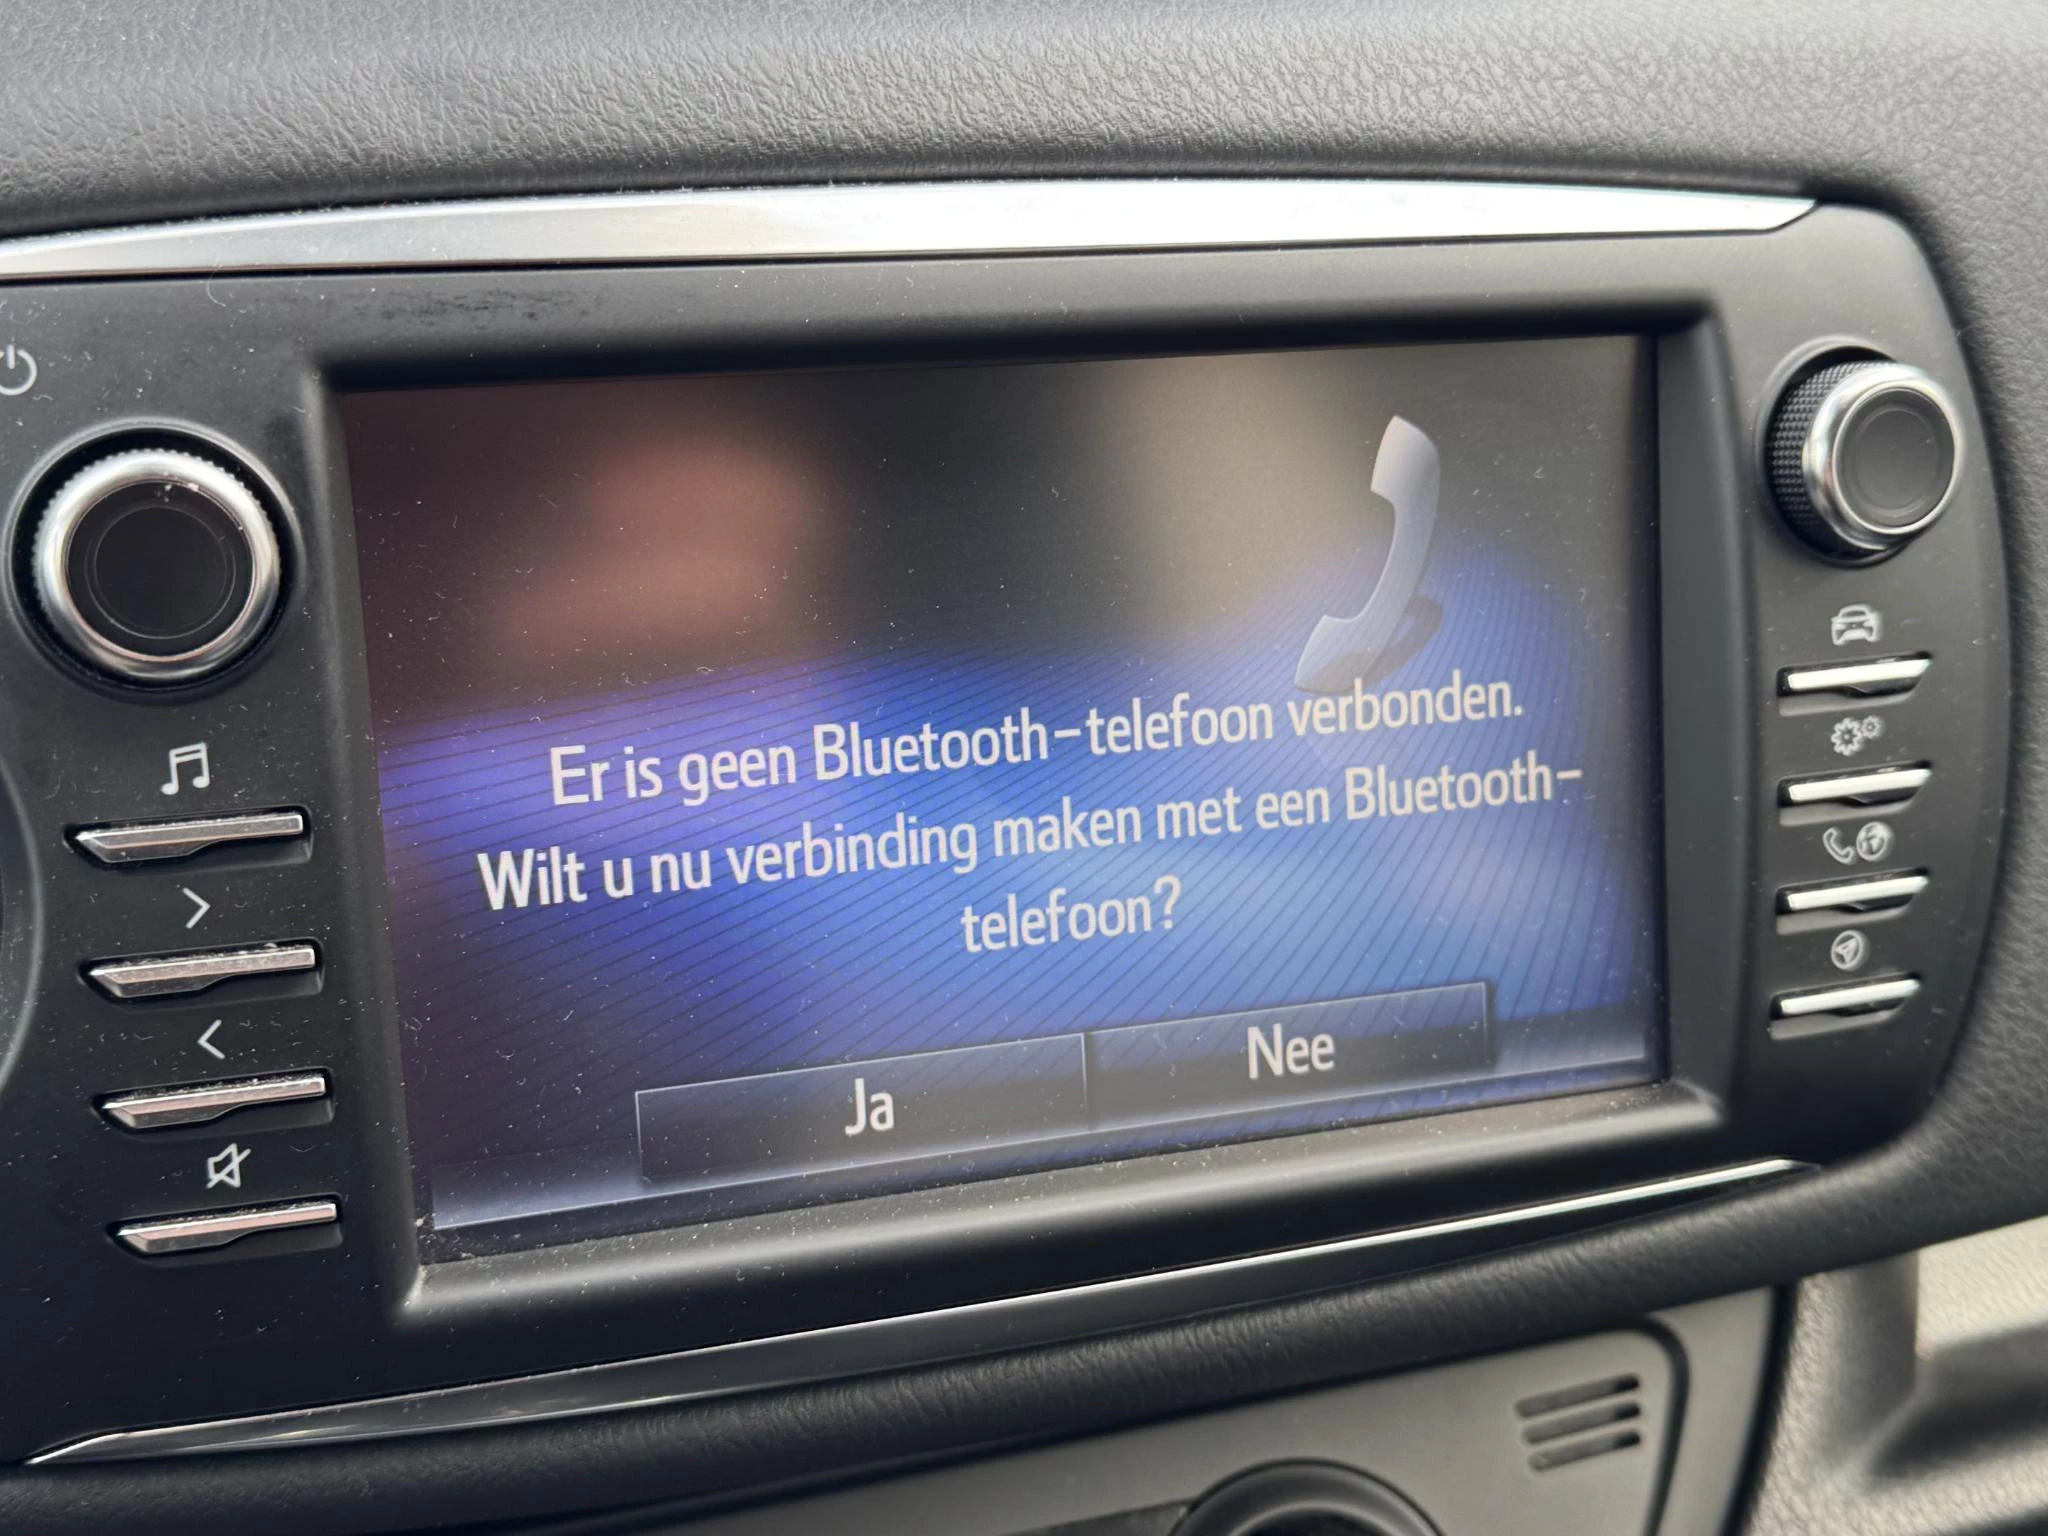 Er is geen Bluetooth-telefoon verbonden.
Wilt u nu verbinding maken met een Bluetooth-
telefoon?
Ja
Nee